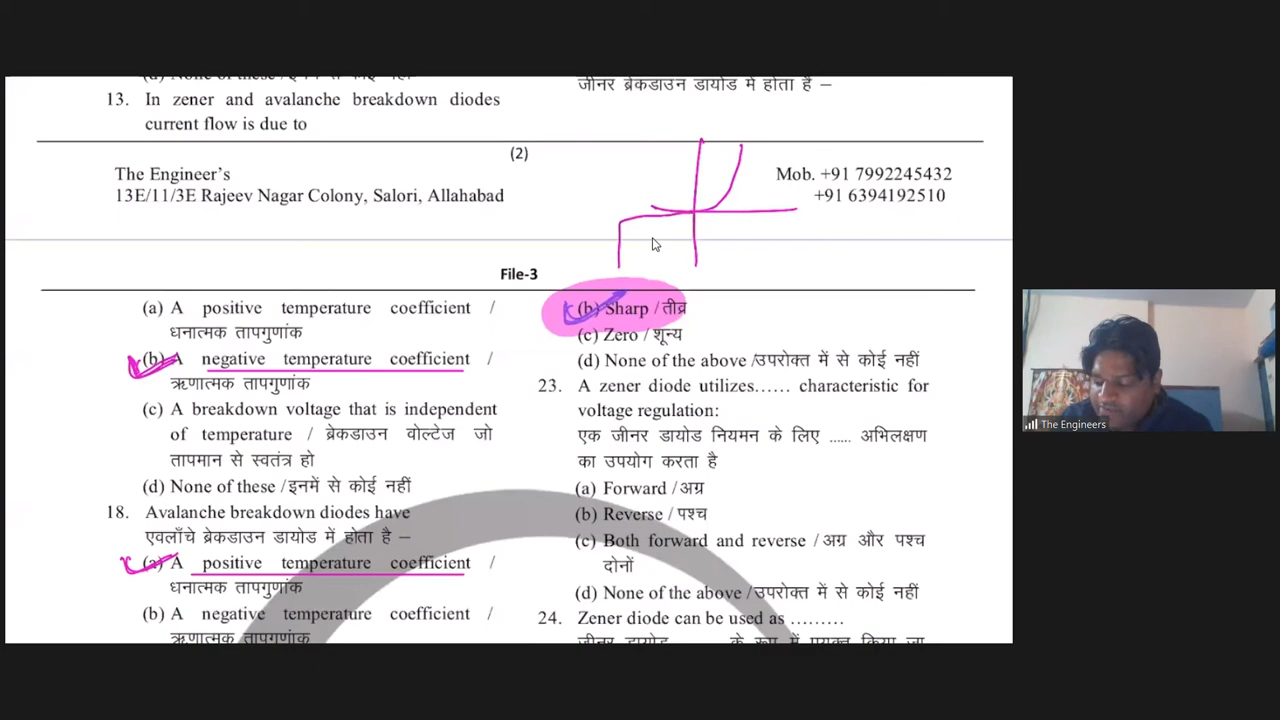 13. In zener and avalanche breakdown diodes
current flow is due to
जीनर ब्रेकडाउन डायोड में होता है –
(2)
The Engineer's
13E/11/3E Rajeev Nagar Colony, Salori, Allahabad
Mob. +91 7992245432
+91 6394192510
File-3
(a) A positive temperature coefficient /
धनात्मक तापगुणांक
(b) A negative temperature coefficient /
ऋणात्मक तापगुणांक
(c) A breakdown voltage that is independent
of temperature / ब्रेकडाउन वोल्टेज जो
तापमान से स्वतंत्र हो
(d) None of these / इनमें से कोई नहीं
18. Avalanche breakdown diodes have
एवलाँचे ब्रेकडाउन डायोड में होता है –
(a) A positive temperature coefficient /
धनात्मक तापगुणांक
(b) A negative temperature coefficient /
ऋणात्मक तापगुणांक
(b) Sharp / तीव्र
(c) Zero / शून्य
(d) None of the above /उपरोक्त में से कोई नहीं
23. A zener diode utilizes...... characteristic for
voltage regulation:
एक जीनर डायोड नियमन के लिए ...... अभिलक्षण
का उपयोग करता है
(a) Forward / अग्र
(b) Reverse / पश्च
(c) Both forward and reverse / अग्र और पश्च
दोनों
(d) None of the above /उपरोक्त में से कोई नहीं
24. Zener diode can be used as .........
The Engineers